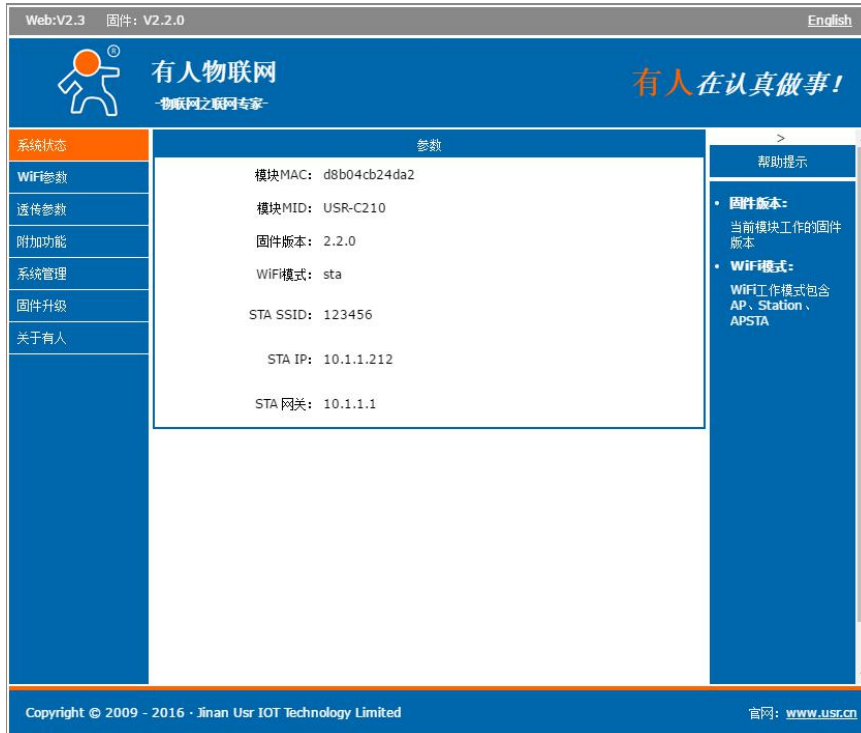 Web:V2.3 固件: V2.2.0 English
®
有人物联网
-物联网之联网专家-
有人在认真做事!
系统状态
WiFi参数
透传参数
附加功能
系统管理
固件升级
关于有人
参数
模块MAC: d8b04cb24da2
模块MID: USR-C210
固件版本: 2.2.0
WiFi模式: sta
STA SSID: 123456
STA IP: 10.1.1.212
STA 网关: 10.1.1.1
>
帮助提示
• 固件版本:
当前模块工作的固件
版本
• WiFi模式:
WiFi工作模式包含
AP、Station、
APSTA
Copyright © 2009 - 2016 · Jinan Usr IOT Technology Limited
官网: www.usr.cn